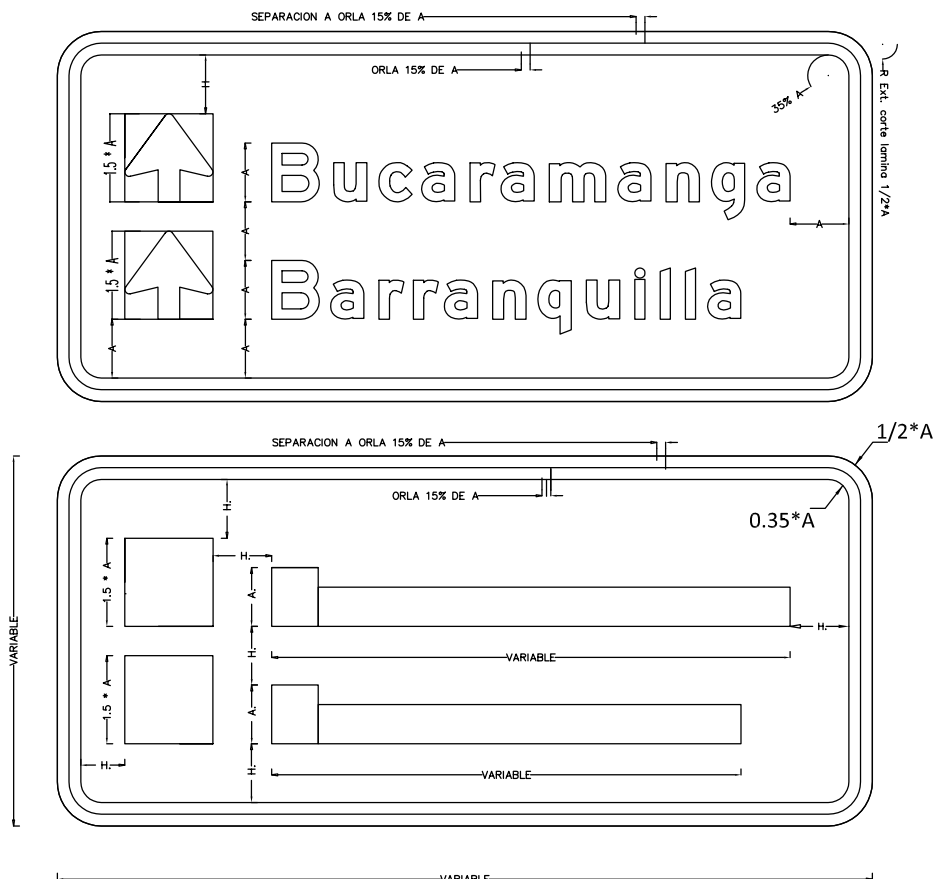 SEPARACION A ORLA 15% DE A
ORLA 15% DE A
H
35% A
R Ext. corte lamina 1/2*A
1.5 * A
A
Bucaramanga
A
A
1.5 * A
A
Barranquilla
A
A
SEPARACION A ORLA 15% DE A
1/2*A
ORLA 15% DE A
0.35*A
H.
H.
1.5 * A
A.
H.
VARIABLE
H.
VARIABLE
1.5 * A
A.
H.
H.
VARIABLE
VARIABLE